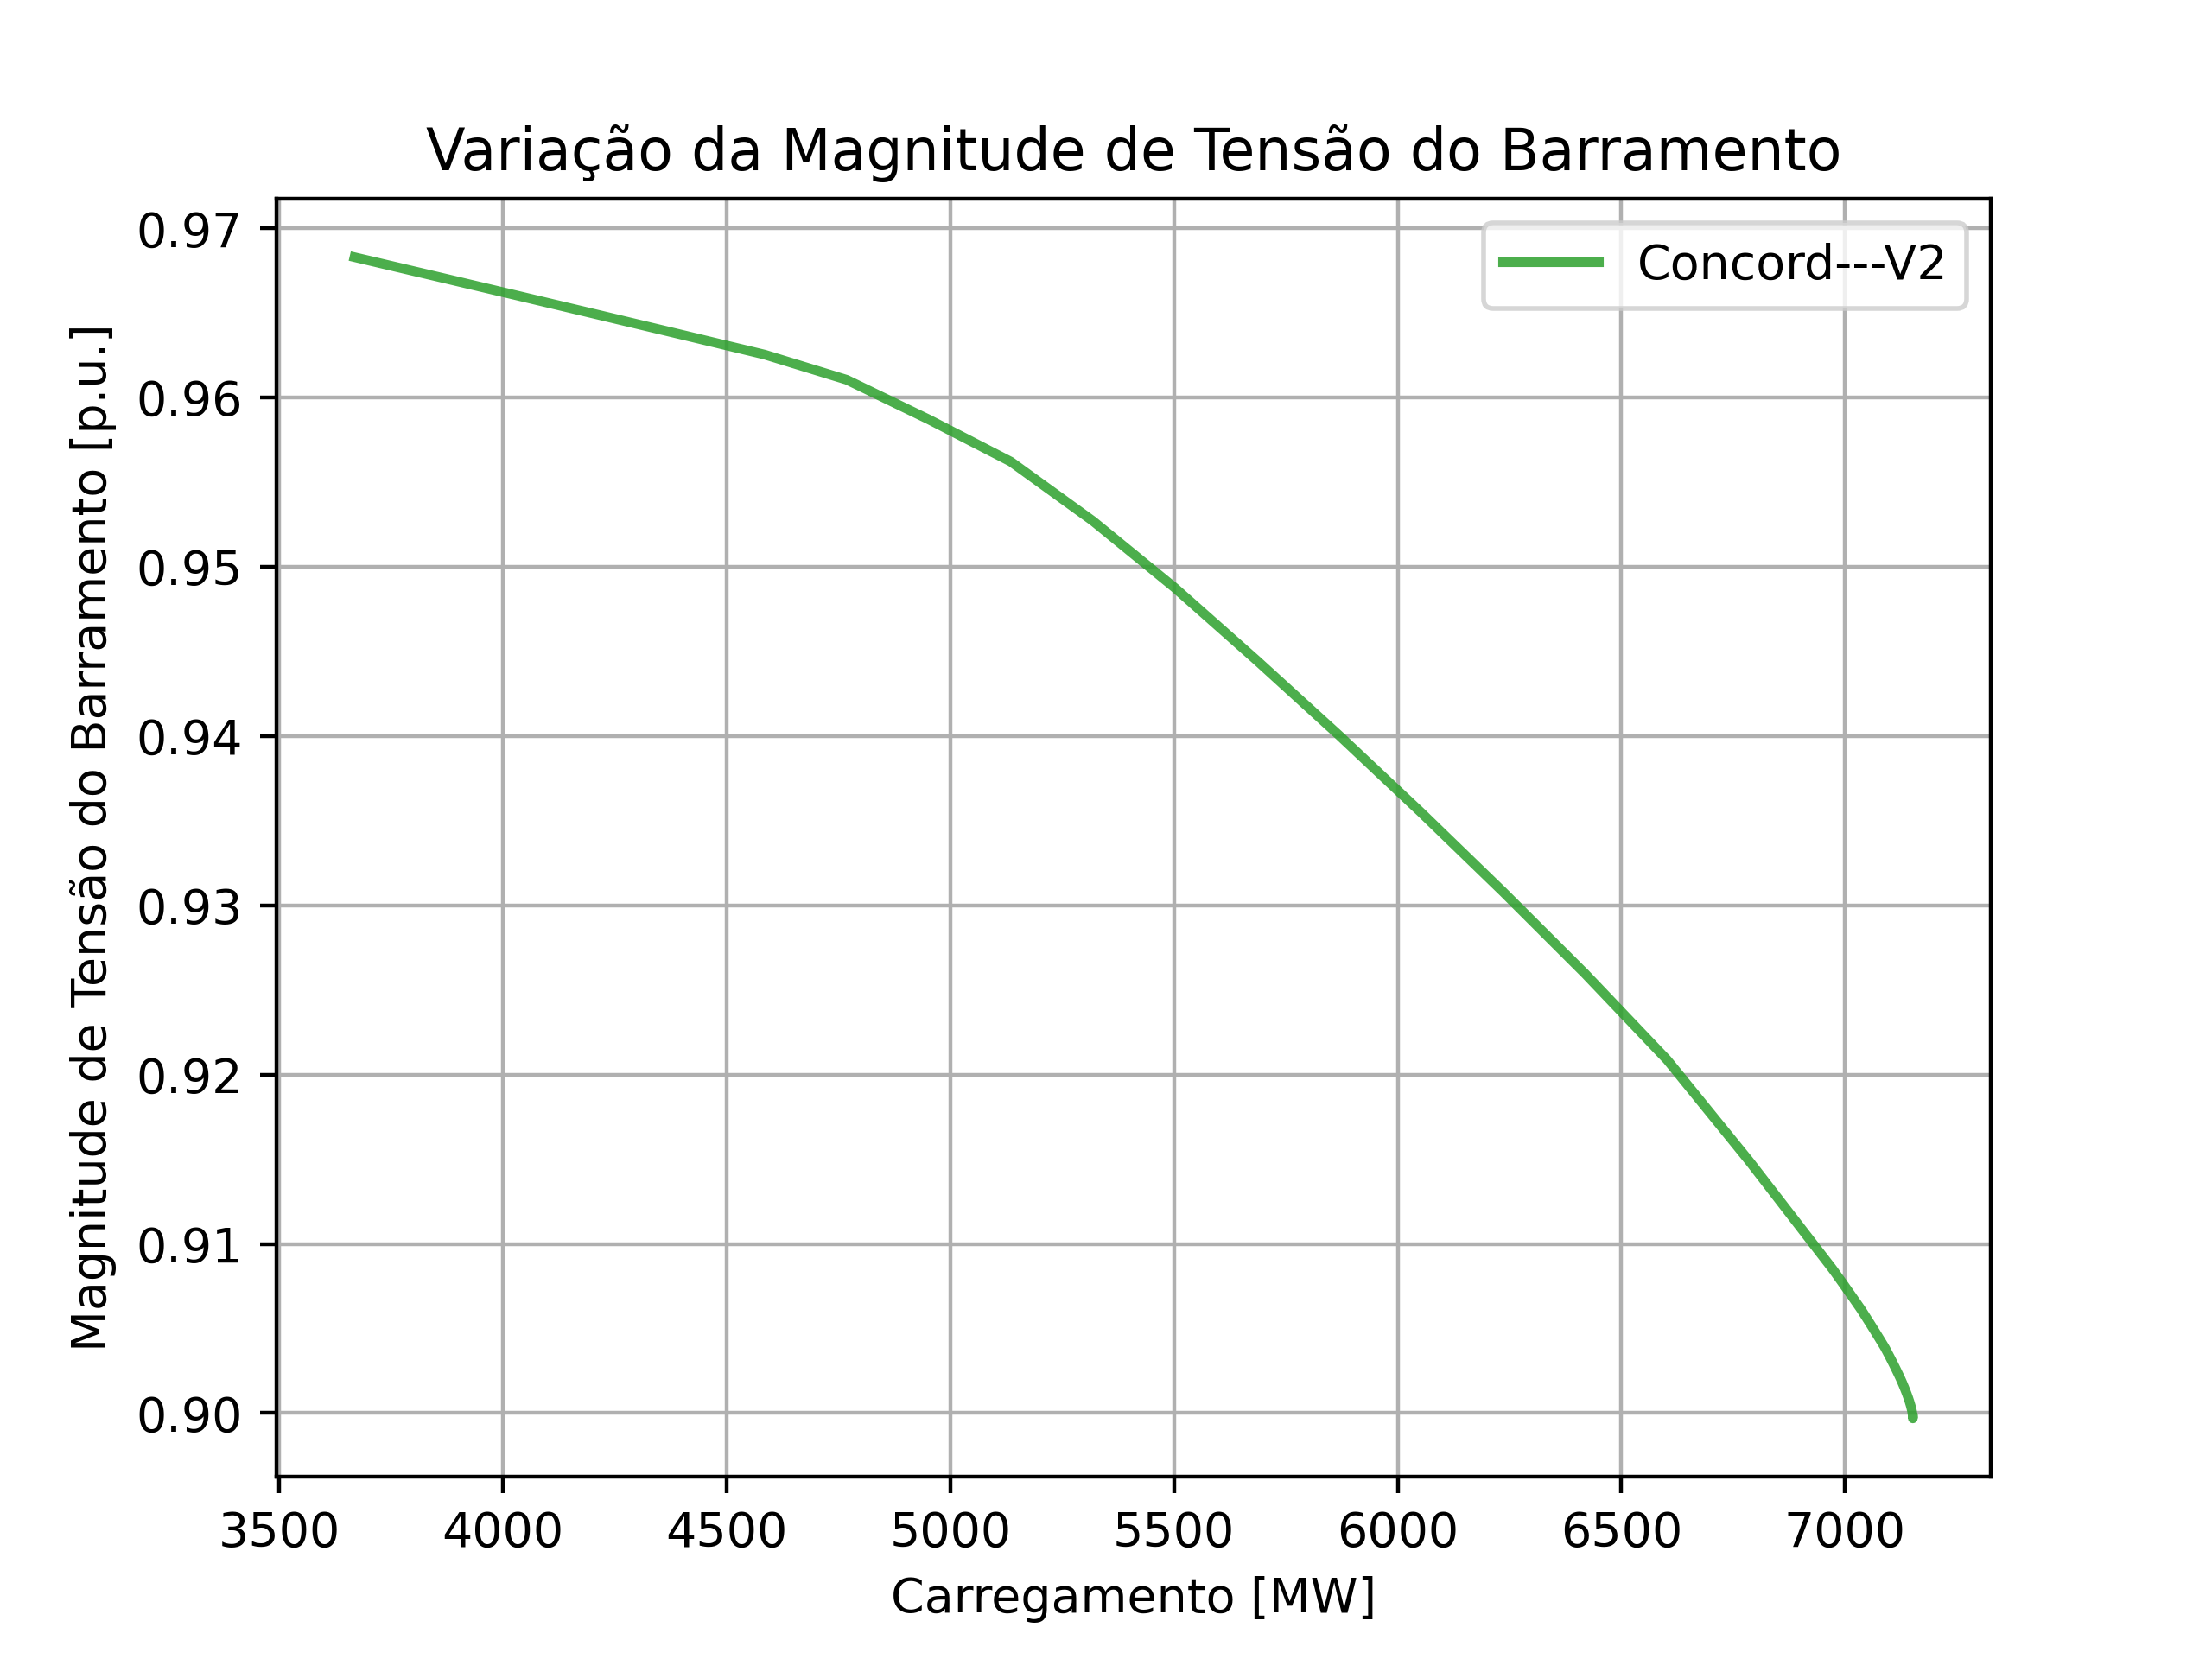 Variação da Magnitude de Tensão do Barramento
Concord---V2
Magnitude de Tensão do Barramento [p.u.]
0.97
0.96
0.95
0.94
0.93
0.92
0.91
0.90
3500 4000 4500 5000 5500 6000 6500 7000
Carregamento [MW]